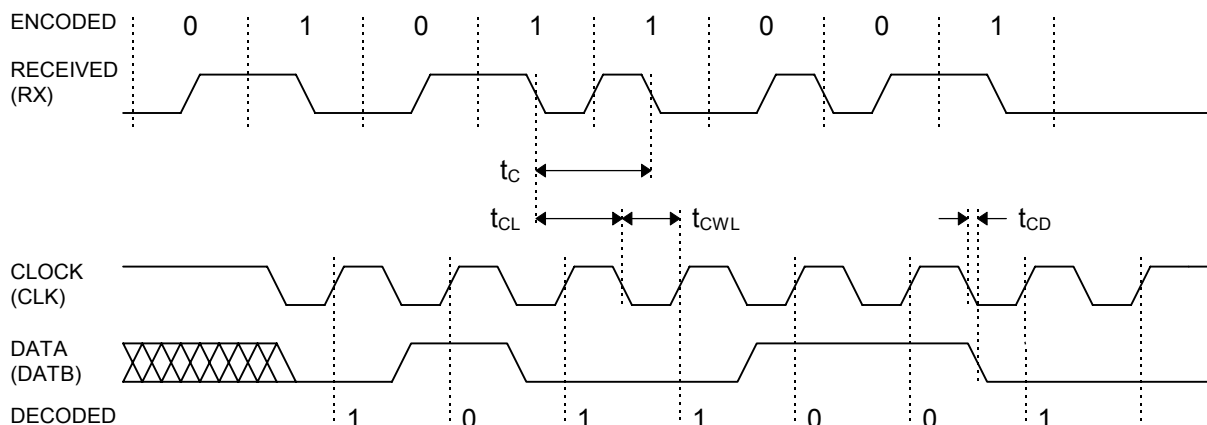 ENCODED 0 1 0 1 1 0 0 1
RECEIVED
(RX)
tC
tCL tCWL tCD
CLOCK
(CLK)
DATA
(DATB)
DECODED 1 0 1 1 0 0 1